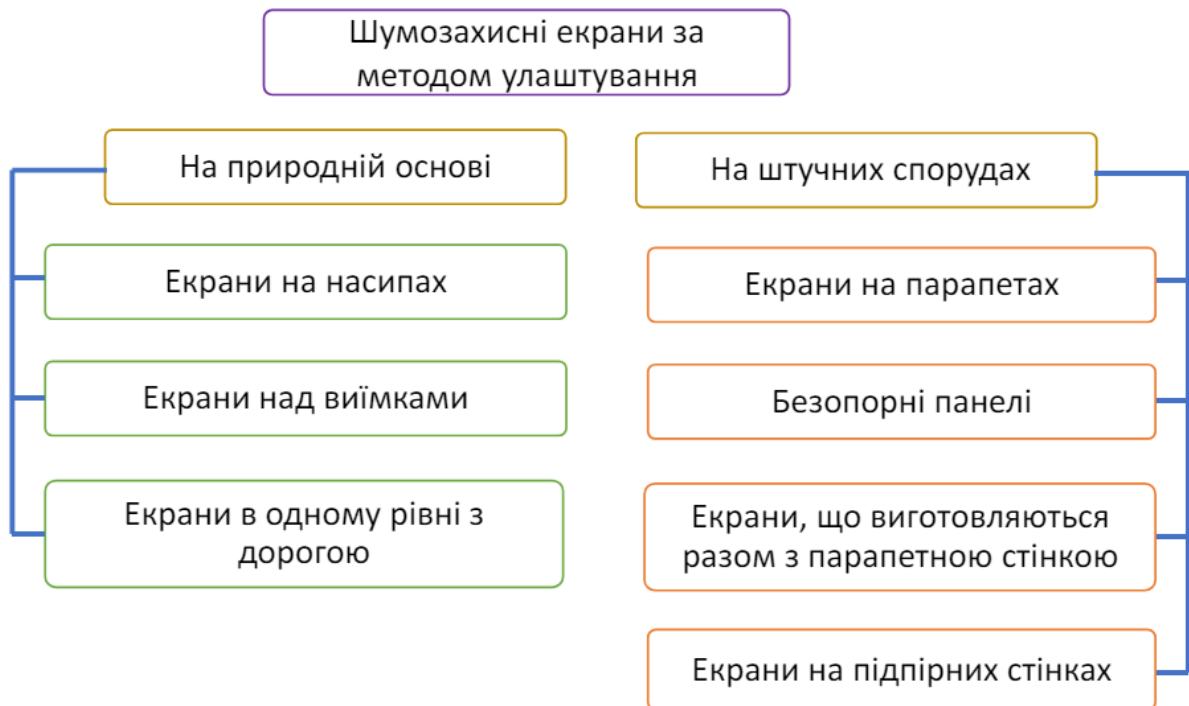 Шумозахисні екрани за
методом улаштування
На природній основі
Екрани на насипах
Екрани над виїмками
Екрани в одному рівні з
дорогою
На штучних спорудах
Екрани на парапетах
Безопорні панелі
Екрани, що виготовляються
разом з парапетною стінкою
Екрани на підпірних стінках